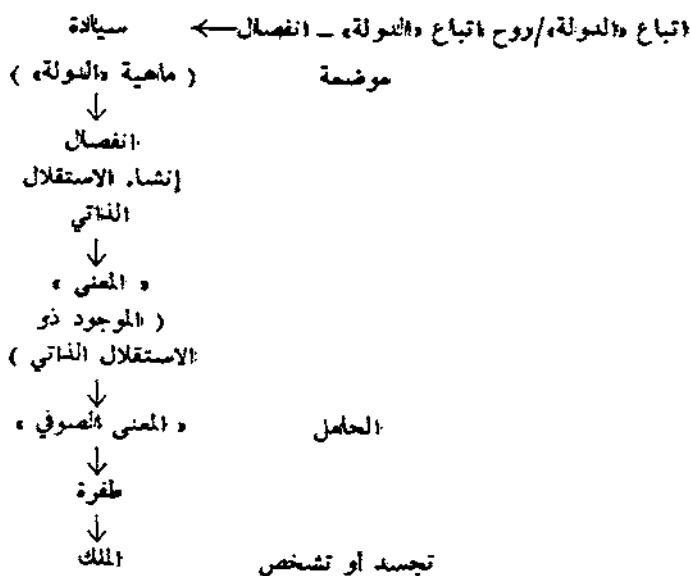 اتباع «الدولة»/روح اتباع «الدولة» ـ انفصال ← سيادة
موضعة ( ماهية «الدولة» )
↓
انفصال
إنشاء الاستقلال
الذاتي
↓
« المعنى »
( الموجود ذو
الاستقلال الذاتي )
↓
الحامل « المعنى الصوفي »
↓
طفرة
↓
تجسد أو تشخص الملك